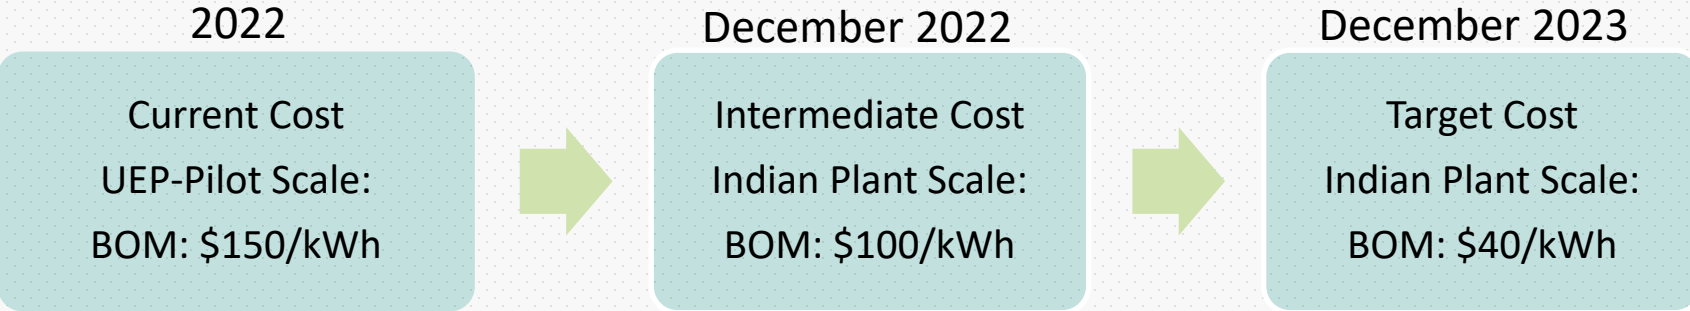 2022
Current Cost
UEP-Pilot Scale:
BOM: $150/kWh
December 2022
Intermediate Cost
Indian Plant Scale:
BOM: $100/kWh
December 2023
Target Cost
Indian Plant Scale:
BOM: $40/kWh